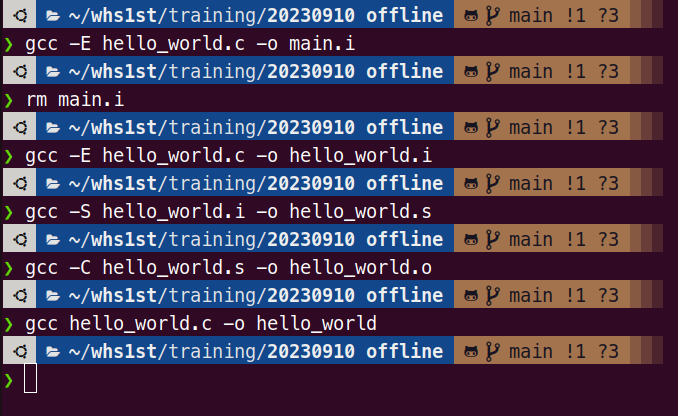 ~/whs1st/training/20230910 offline main !1 ?3
❯ gcc -E hello_world.c -o main.i
~/whs1st/training/20230910 offline main !1 ?3
❯ rm main.i
~/whs1st/training/20230910 offline main !1 ?3
❯ gcc -E hello_world.c -o hello_world.i
~/whs1st/training/20230910 offline main !1 ?3
❯ gcc -S hello_world.i -o hello_world.s
~/whs1st/training/20230910 offline main !1 ?3
❯ gcc -C hello_world.s -o hello_world.o
~/whs1st/training/20230910 offline main !1 ?3
❯ gcc hello_world.c -o hello_world
~/whs1st/training/20230910 offline main !1 ?3
❯